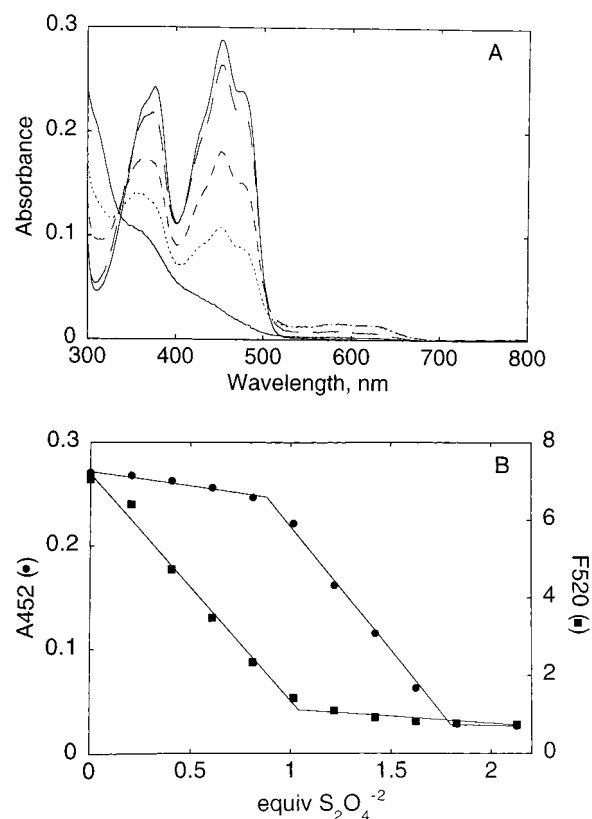 A
0.3
0.2
0.1
0
Absorbance
300 400 500 600 700 800
Wavelength, nm
B
0.3
0.2
0.1
0
A452 (●)
8
6
4
2
0
F520 (■)
0 0.5 1 1.5 2
equiv S₂O₄⁻²